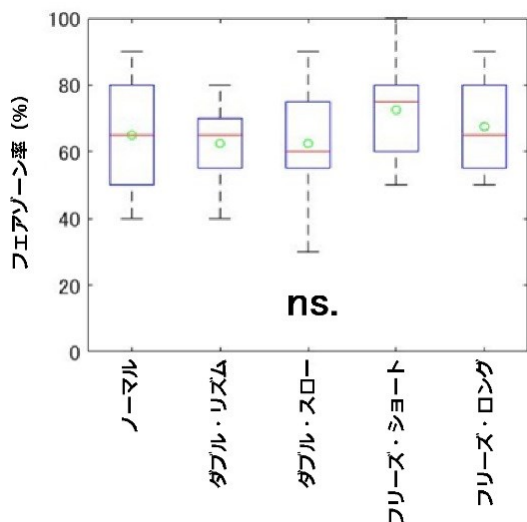 フェアゾーン率 (%)
100
80
60
40
20
0
ns.
ノーマル
ダブル・リズム
ダブル・スロー
フリーズ・ショート
フリーズ・ロング